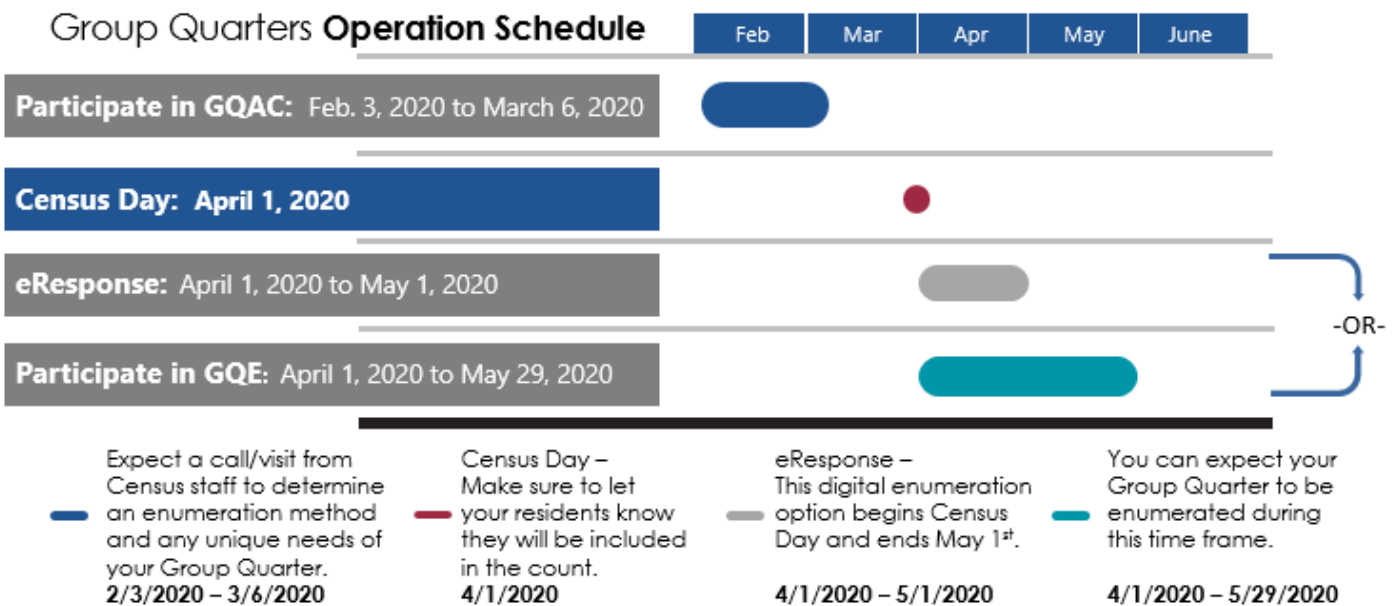 Group Quarters Operation Schedule
Feb Mar Apr May June
Participate in GQAC: Feb. 3, 2020 to March 6, 2020
Census Day: April 1, 2020
eResponse: April 1, 2020 to May 1, 2020
-OR-
Participate in GQE: April 1, 2020 to May 29, 2020
Expect a call/visit from
Census staff to determine
an enumeration method
and any unique needs of
your Group Quarter.
2/3/2020 – 3/6/2020
Census Day –
Make sure to let
your residents know
they will be included
in the count.
4/1/2020
eResponse –
This digital enumeration
option begins Census
Day and ends May 1st.
4/1/2020 – 5/1/2020
You can expect your
Group Quarter to be
enumerated during
this time frame.
4/1/2020 – 5/29/2020